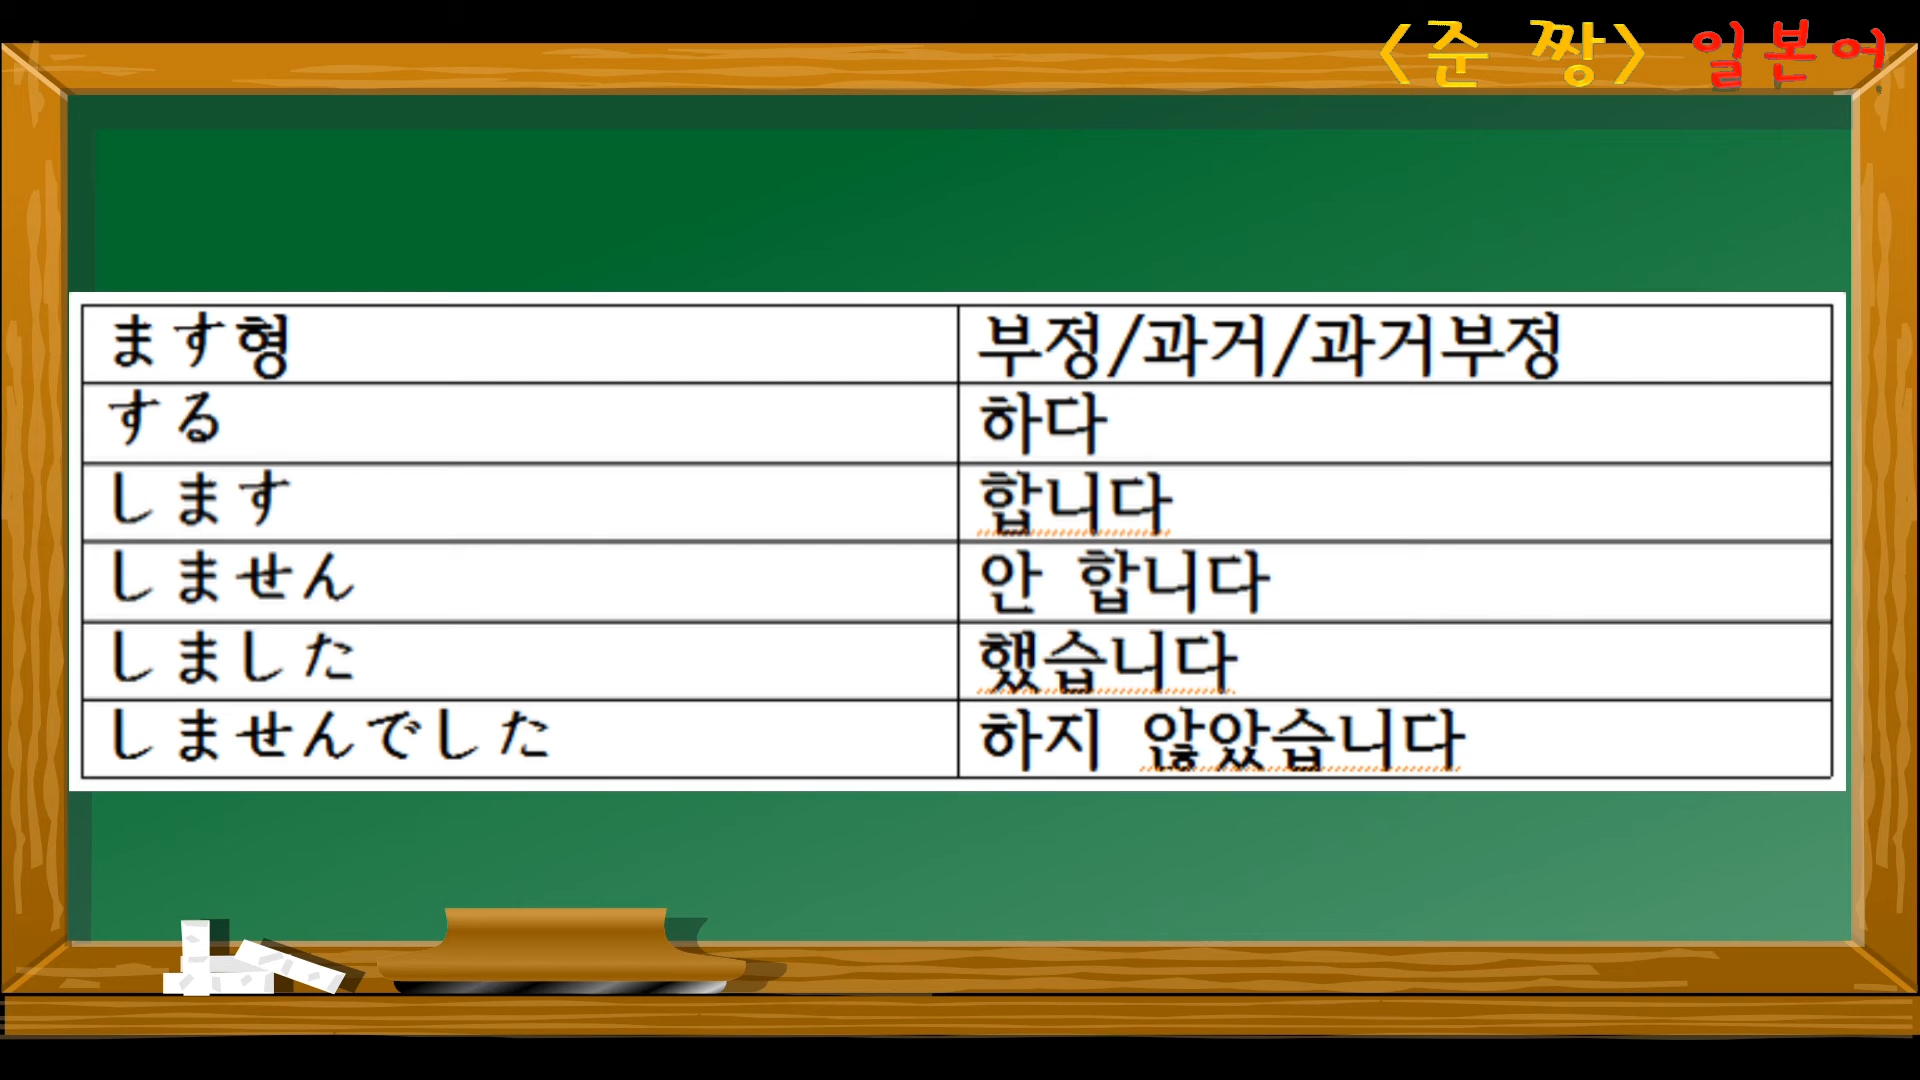 <준 짱> 일본어
ます형 부정/과거/과거부정
する 하다
します 합니다
しません 안 합니다
しました 했습니다
しませんでした 하지 않았습니다